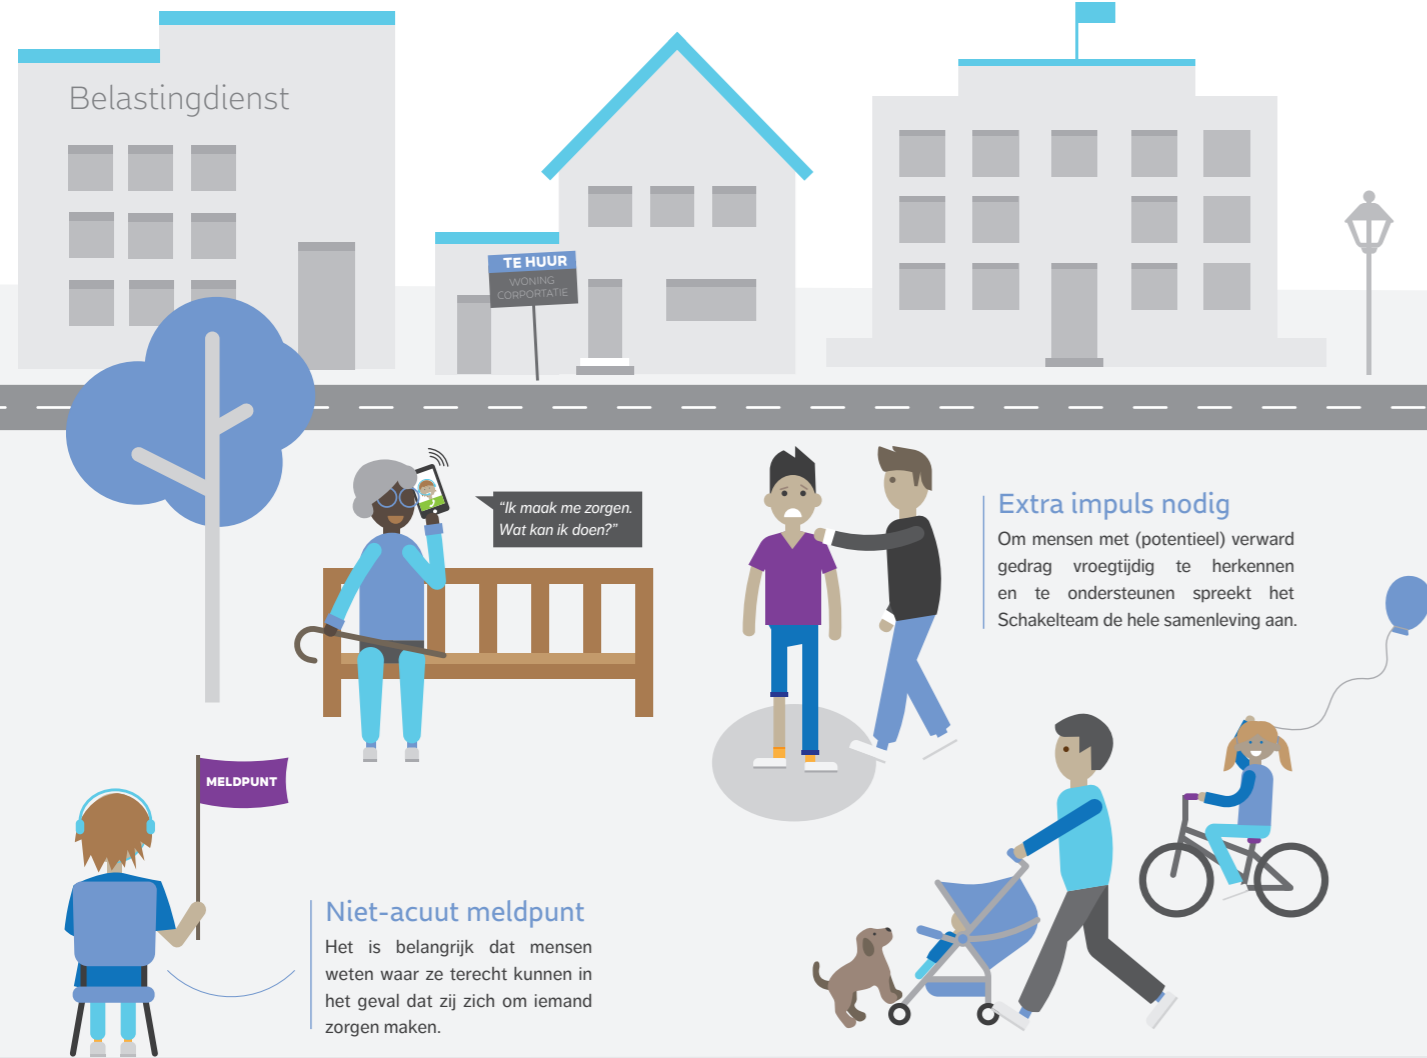 Belastingdienst
TE HUUR
WONING
CORPORTATIE
“Ik maak me zorgen.
Wat kan ik doen?”
Extra impuls nodig
Om mensen met (potentieel) verward
gedrag vroegtijdig te herkennen
en te ondersteunen spreekt het
Schakelteam de hele samenleving aan.
MELDPUNT
Niet-acuut meldpunt
Het is belangrijk dat mensen
weten waar ze terecht kunnen in
het geval dat zij zich om iemand
zorgen maken.